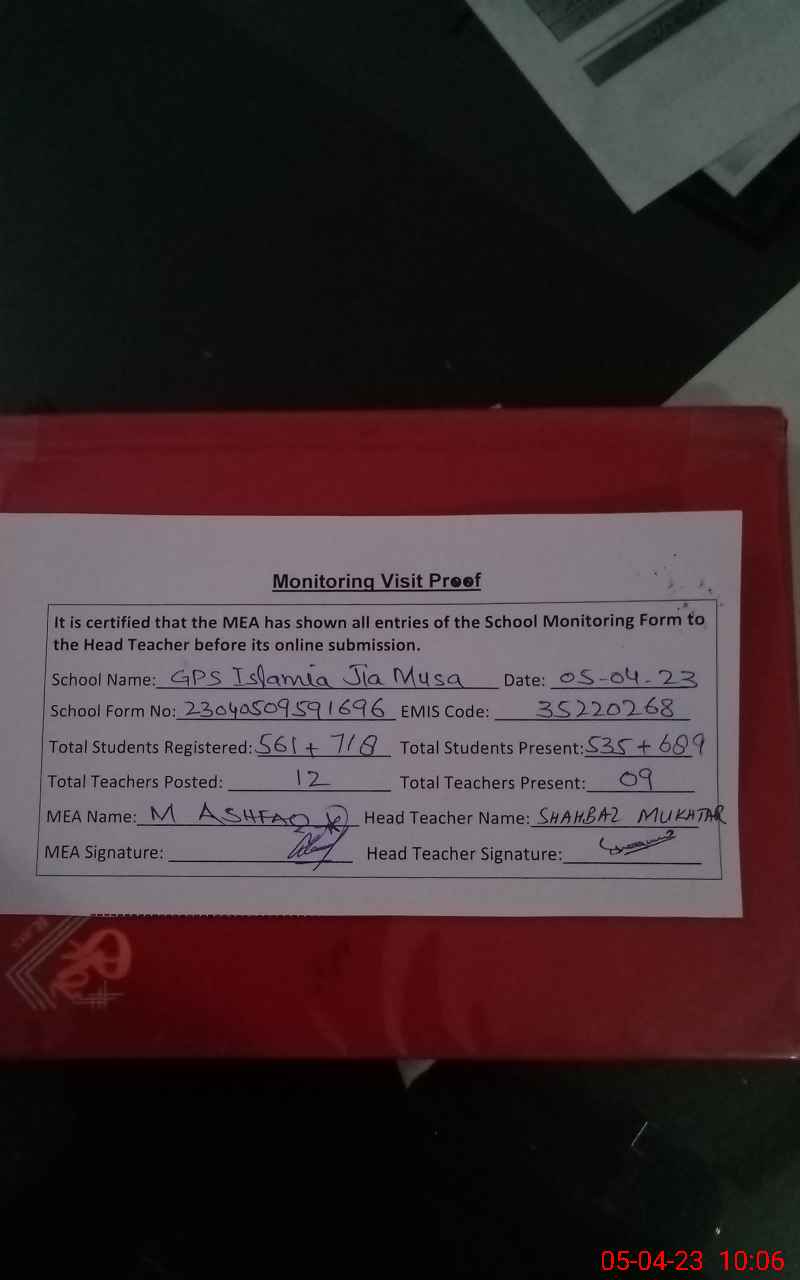 Monitoring Visit Proof
It is certified that the MEA has shown all entries of the School Monitoring Form to
the Head Teacher before its online submission.
School Name: GPS Islamia Jia Musa Date: 05-04-23
School Form No: 23040509591696 EMIS Code: 35220268
Total Students Registered: 561 + 718 Total Students Present: 535 + 689
Total Teachers Posted: 12 Total Teachers Present: 09
MEA Name: M ASHFAQ Head Teacher Name: SHAHBAZ MUKHTAR
MEA Signature: Head Teacher Signature:
05-04-23 10:06